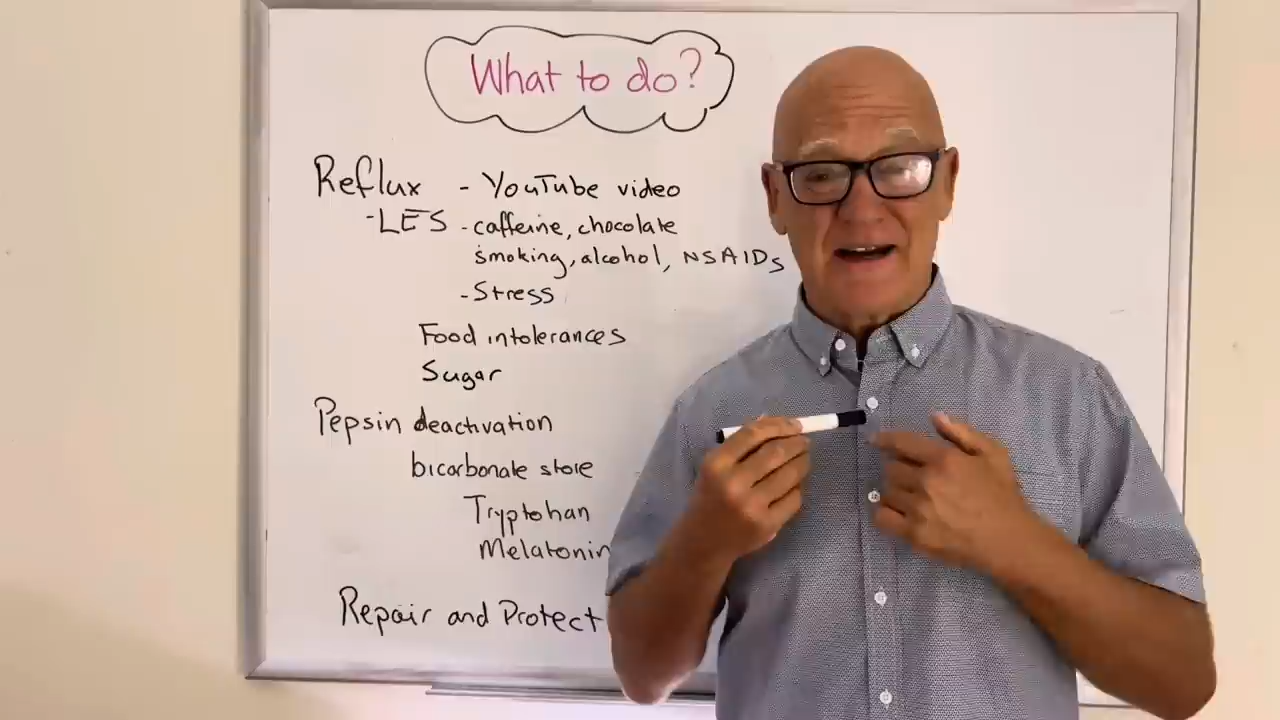 What to do?
Reflux - YouTube video
-LES - caffeine, chocolate
smoking, alcohol, NSAIDs
- Stress
Food intolerances
Sugar
Pepsin deactivation
bicarbonate store
Tryptohan
Melatonin
Repair and Protect